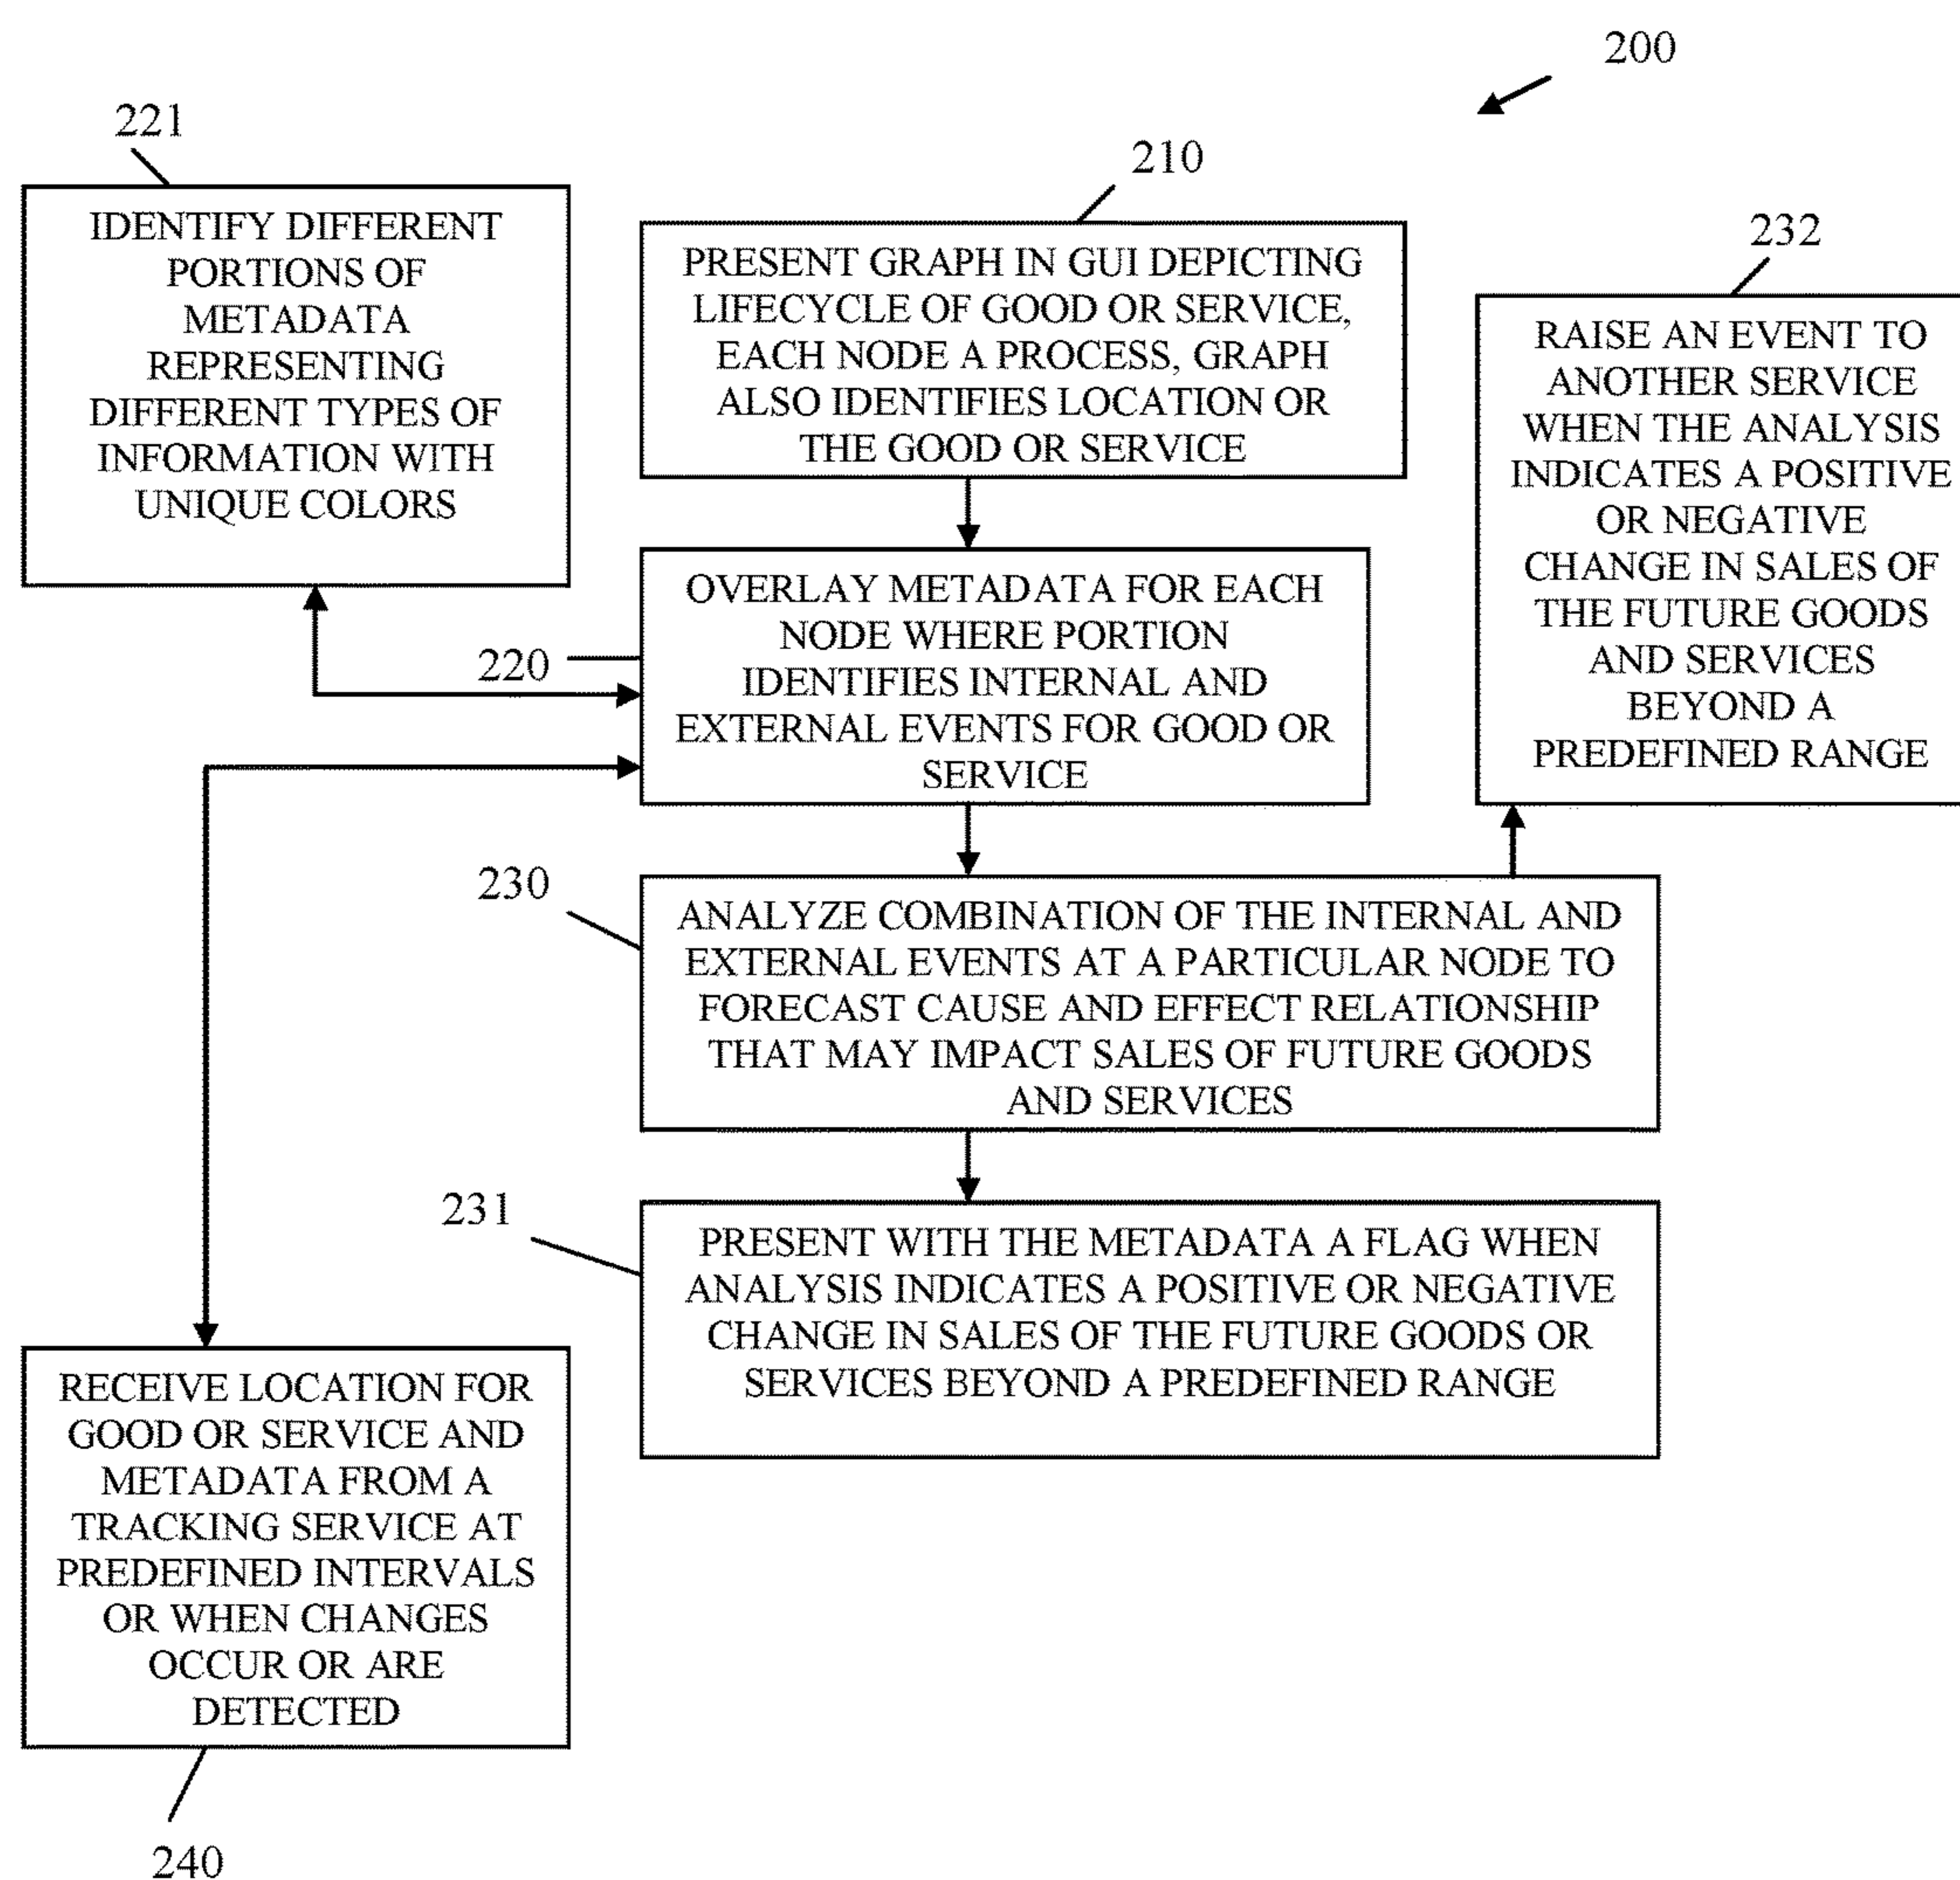 200
221
IDENTIFY DIFFERENT
PORTIONS OF
METADATA
REPRESENTING
DIFFERENT TYPES OF
INFORMATION WITH
UNIQUE COLORS
210
PRESENT GRAPH IN GUI DEPICTING
LIFECYCLE OF GOOD OR SERVICE,
EACH NODE A PROCESS, GRAPH
ALSO IDENTIFIES LOCATION OR
THE GOOD OR SERVICE
232
RAISE AN EVENT TO
ANOTHER SERVICE
WHEN THE ANALYSIS
INDICATES A POSITIVE
OR NEGATIVE
CHANGE IN SALES OF
THE FUTURE GOODS
AND SERVICES
BEYOND A
PREDEFINED RANGE
220
OVERLAY METADATA FOR EACH
NODE WHERE PORTION
IDENTIFIES INTERNAL AND
EXTERNAL EVENTS FOR GOOD OR
SERVICE
230
ANALYZE COMBINATION OF THE INTERNAL AND
EXTERNAL EVENTS AT A PARTICULAR NODE TO
FORECAST CAUSE AND EFFECT RELATIONSHIP
THAT MAY IMPACT SALES OF FUTURE GOODS
AND SERVICES
231
PRESENT WITH THE METADATA A FLAG WHEN
ANALYSIS INDICATES A POSITIVE OR NEGATIVE
CHANGE IN SALES OF THE FUTURE GOODS OR
SERVICES BEYOND A PREDEFINED RANGE
RECEIVE LOCATION FOR
GOOD OR SERVICE AND
METADATA FROM A
TRACKING SERVICE AT
PREDEFINED INTERVALS
OR WHEN CHANGES
OCCUR OR ARE
DETECTED
240